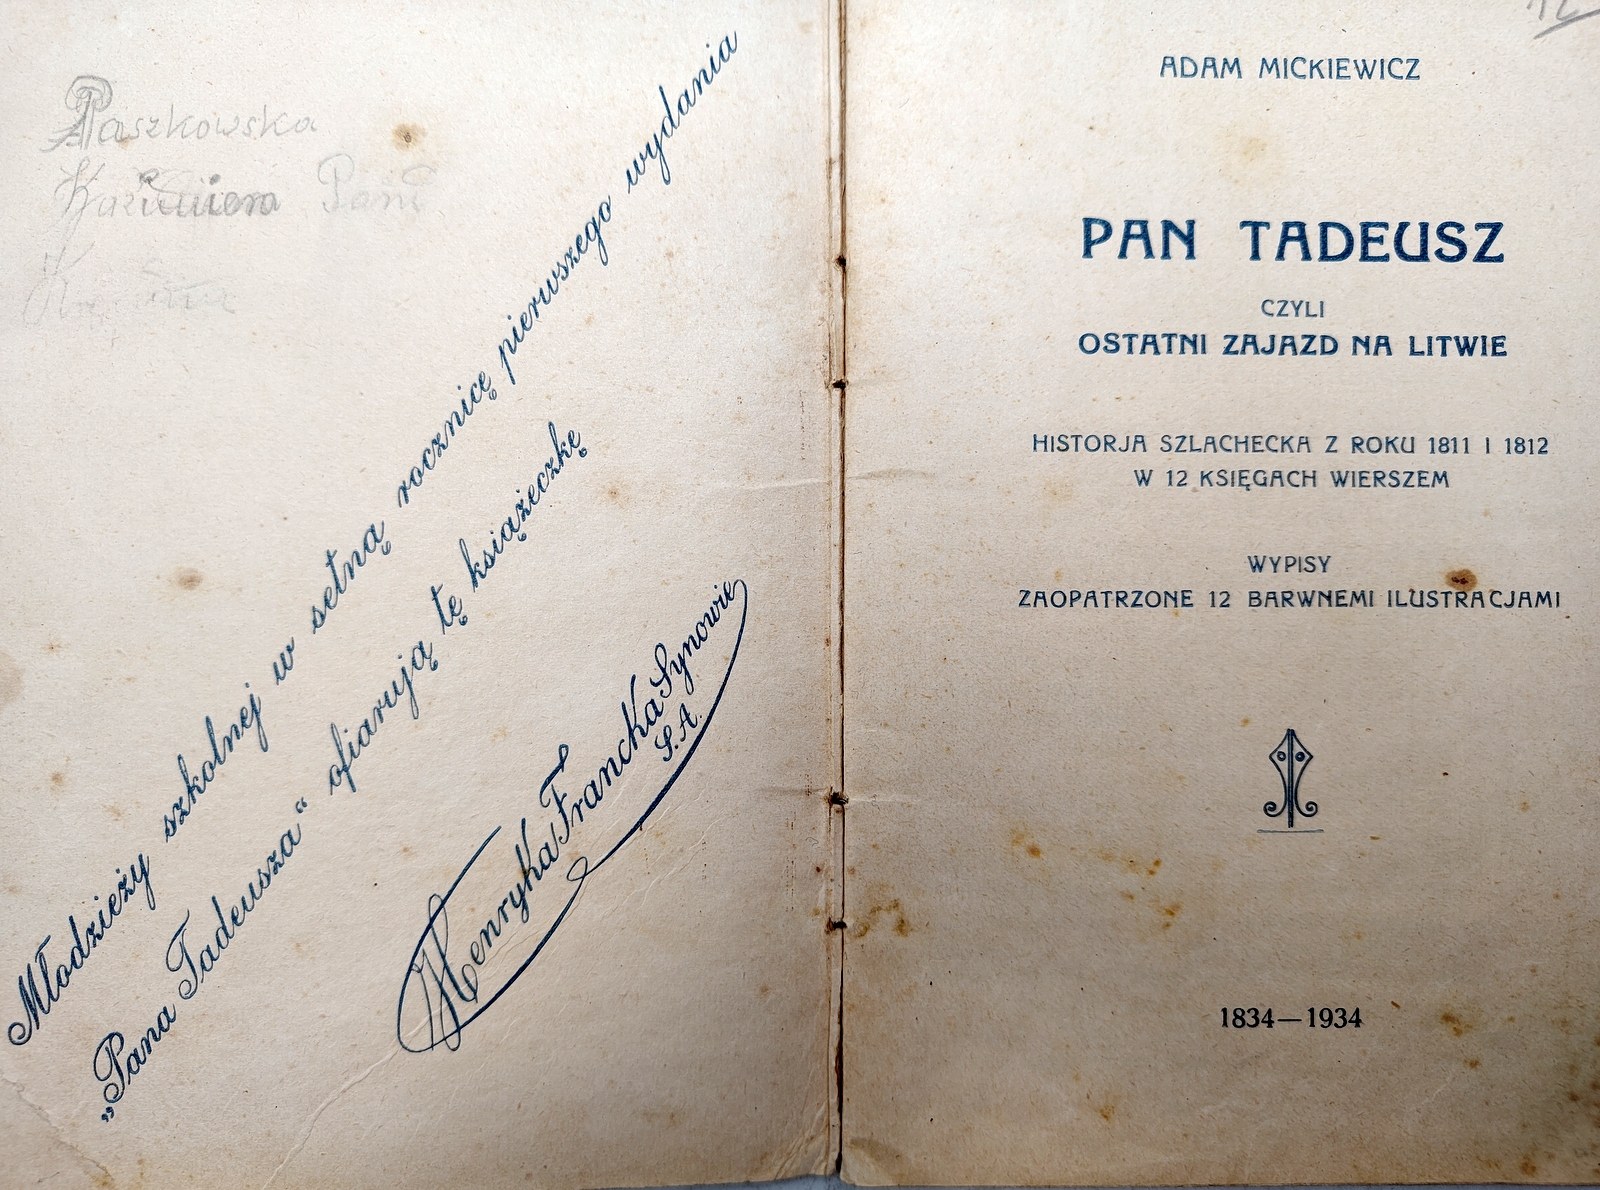 Paszkowska
Kazimiera
Młodzieży szkolnej w setną rocznicę pierwszego wydania
„Pana Tadeusza“ ofiarują tę książeczkę
Henryka Francka Synowie
S.A.
12
ADAM MICKIEWICZ
PAN TADEUSZ
CZYLI
OSTATNI ZAJAZD NA LITWIE
HISTORJA SZLACHECKA Z ROKU 1811 I 1812
W 12 KSIĘGACH WIERSZEM
WYPISY
ZAOPATRZONE 12 BARWNEMI ILUSTRACJAMI
1834—1934